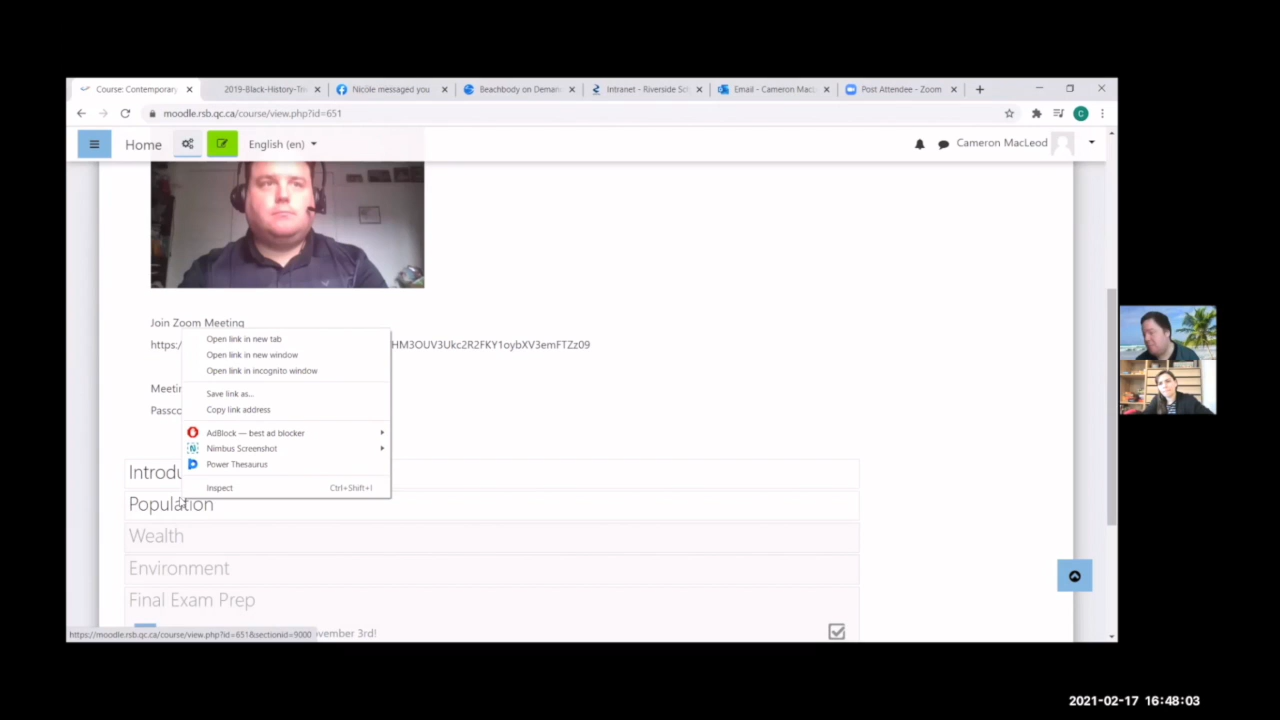 Course: Contemporary
2019-Black-History-Tri
Nicole messaged you
Beachbody on Deman
Intranet - Riverside Sc
Email - Cameron Mac
Post Attendee - Zoom
moodle.rsb.qc.ca/course/view.php?id=651
Home
English (en)
Cameron MacLeod
Join Zoom Meeting
https:/
HM3OUV3Ukc2R2FKY1oybXV3emFTZz09
Meetin
Passco
Open link in new tab
Open link in new window
Open link in incognito window
Save link as...
Copy link address
AdBlock — best ad blocker
Nimbus Screenshot
Power Thesaurus
Inspect Ctrl+Shift+I
Introdu
Population
Wealth
Environment
Final Exam Prep
vember 3rd!
https://moodle.rsb.qc.ca/course/view.php?id=651&sectionid=9000
2021-02-17 16:48:03